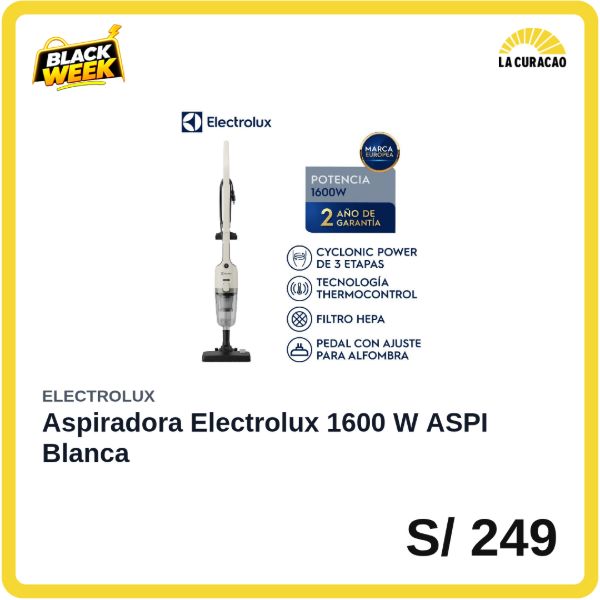 BLACK
WEEK
LA CURACAO
Electrolux
MARCA
EUROPEA
POTENCIA
1600W
2 AÑO DE
GARANTÍA
CYCLONIC POWER
DE 3 ETAPAS
TECNOLOGÍA
THERMOCONTROL
FILTRO HEPA
PEDAL CON AJUSTE
PARA ALFOMBRA
ELECTROLUX
Aspiradora Electrolux 1600 W ASPI
Blanca
S/ 249